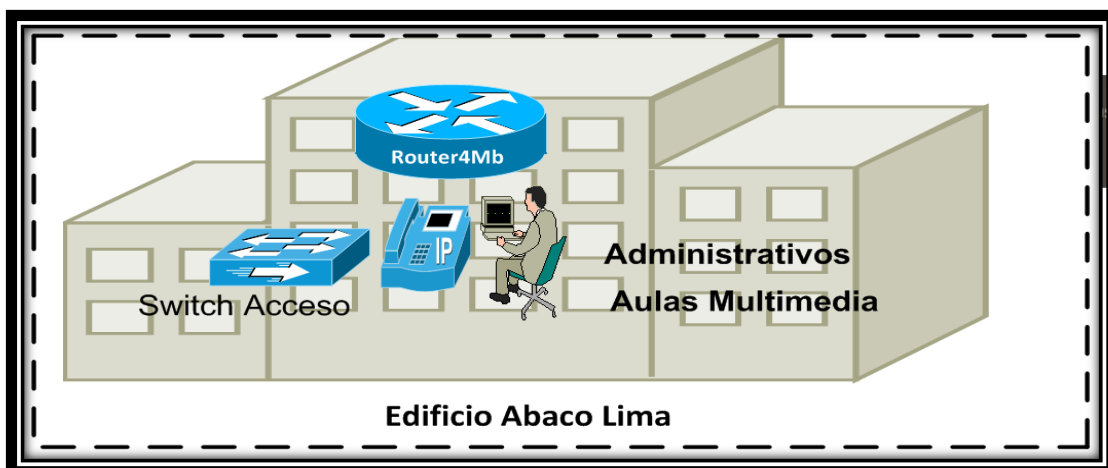 Router4Mb
IP
Administrativos
Switch Acceso
Aulas Multimedia
Edificio Abaco Lima